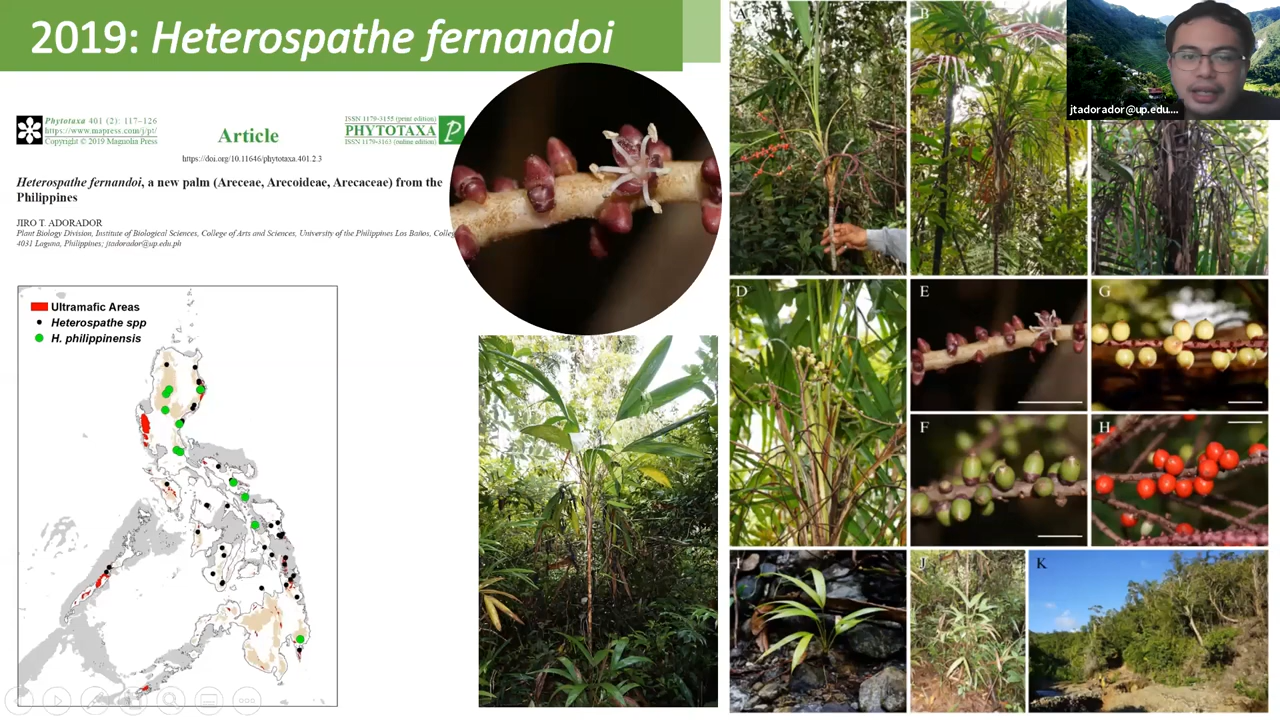 2019: Heterospathe fernandoi
Phytotaxa 401 (2): 117–126
https://www.mapress.com/j/pt/
Copyright © 2019 Magnolia Press
Article
ISSN 1179-3155 (print edition)
PHYTOTAXA
ISSN 1179-3163 (online edition)
https://doi.org/10.11646/phytotaxa.401.2.3
Heterospathe fernandoi, a new palm (Areceae, Arecoideae, Arecaceae) from the
Philippines
JIRO T. ADORADOR
Plant Biology Division, Institute of Biological Sciences, College of Arts and Sciences, University of the Philippines Los Baños,
4031 Laguna, Philippines; jtadorador@up.edu.ph
Ultramafic Areas
Heterospathe spp
H. philippinensis
jtadorador@up.edu....
D
E
G
F
H
I
J
K